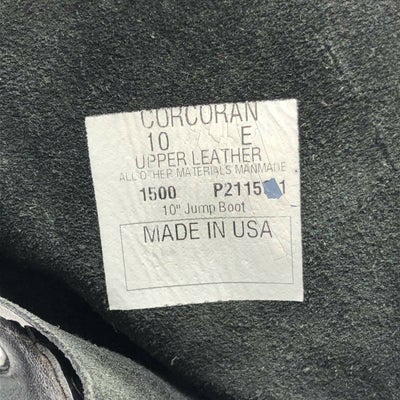 CORCORAN
10 E
UPPER LEATHER
ALL OTHER MATERIALS MANMADE
1500
10" Jump Boot
MADE IN USA